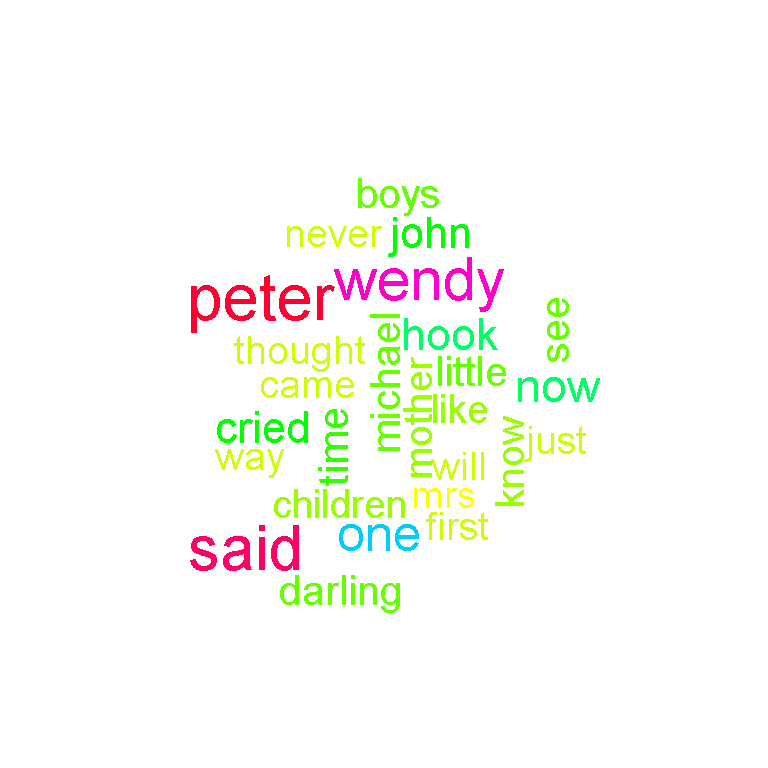 boys
never john
wendy
peter
see
michael
hook
thought
little
mother
came
now
like
time
cried
know
just
way
will
mrs
children
first
one
said
darling